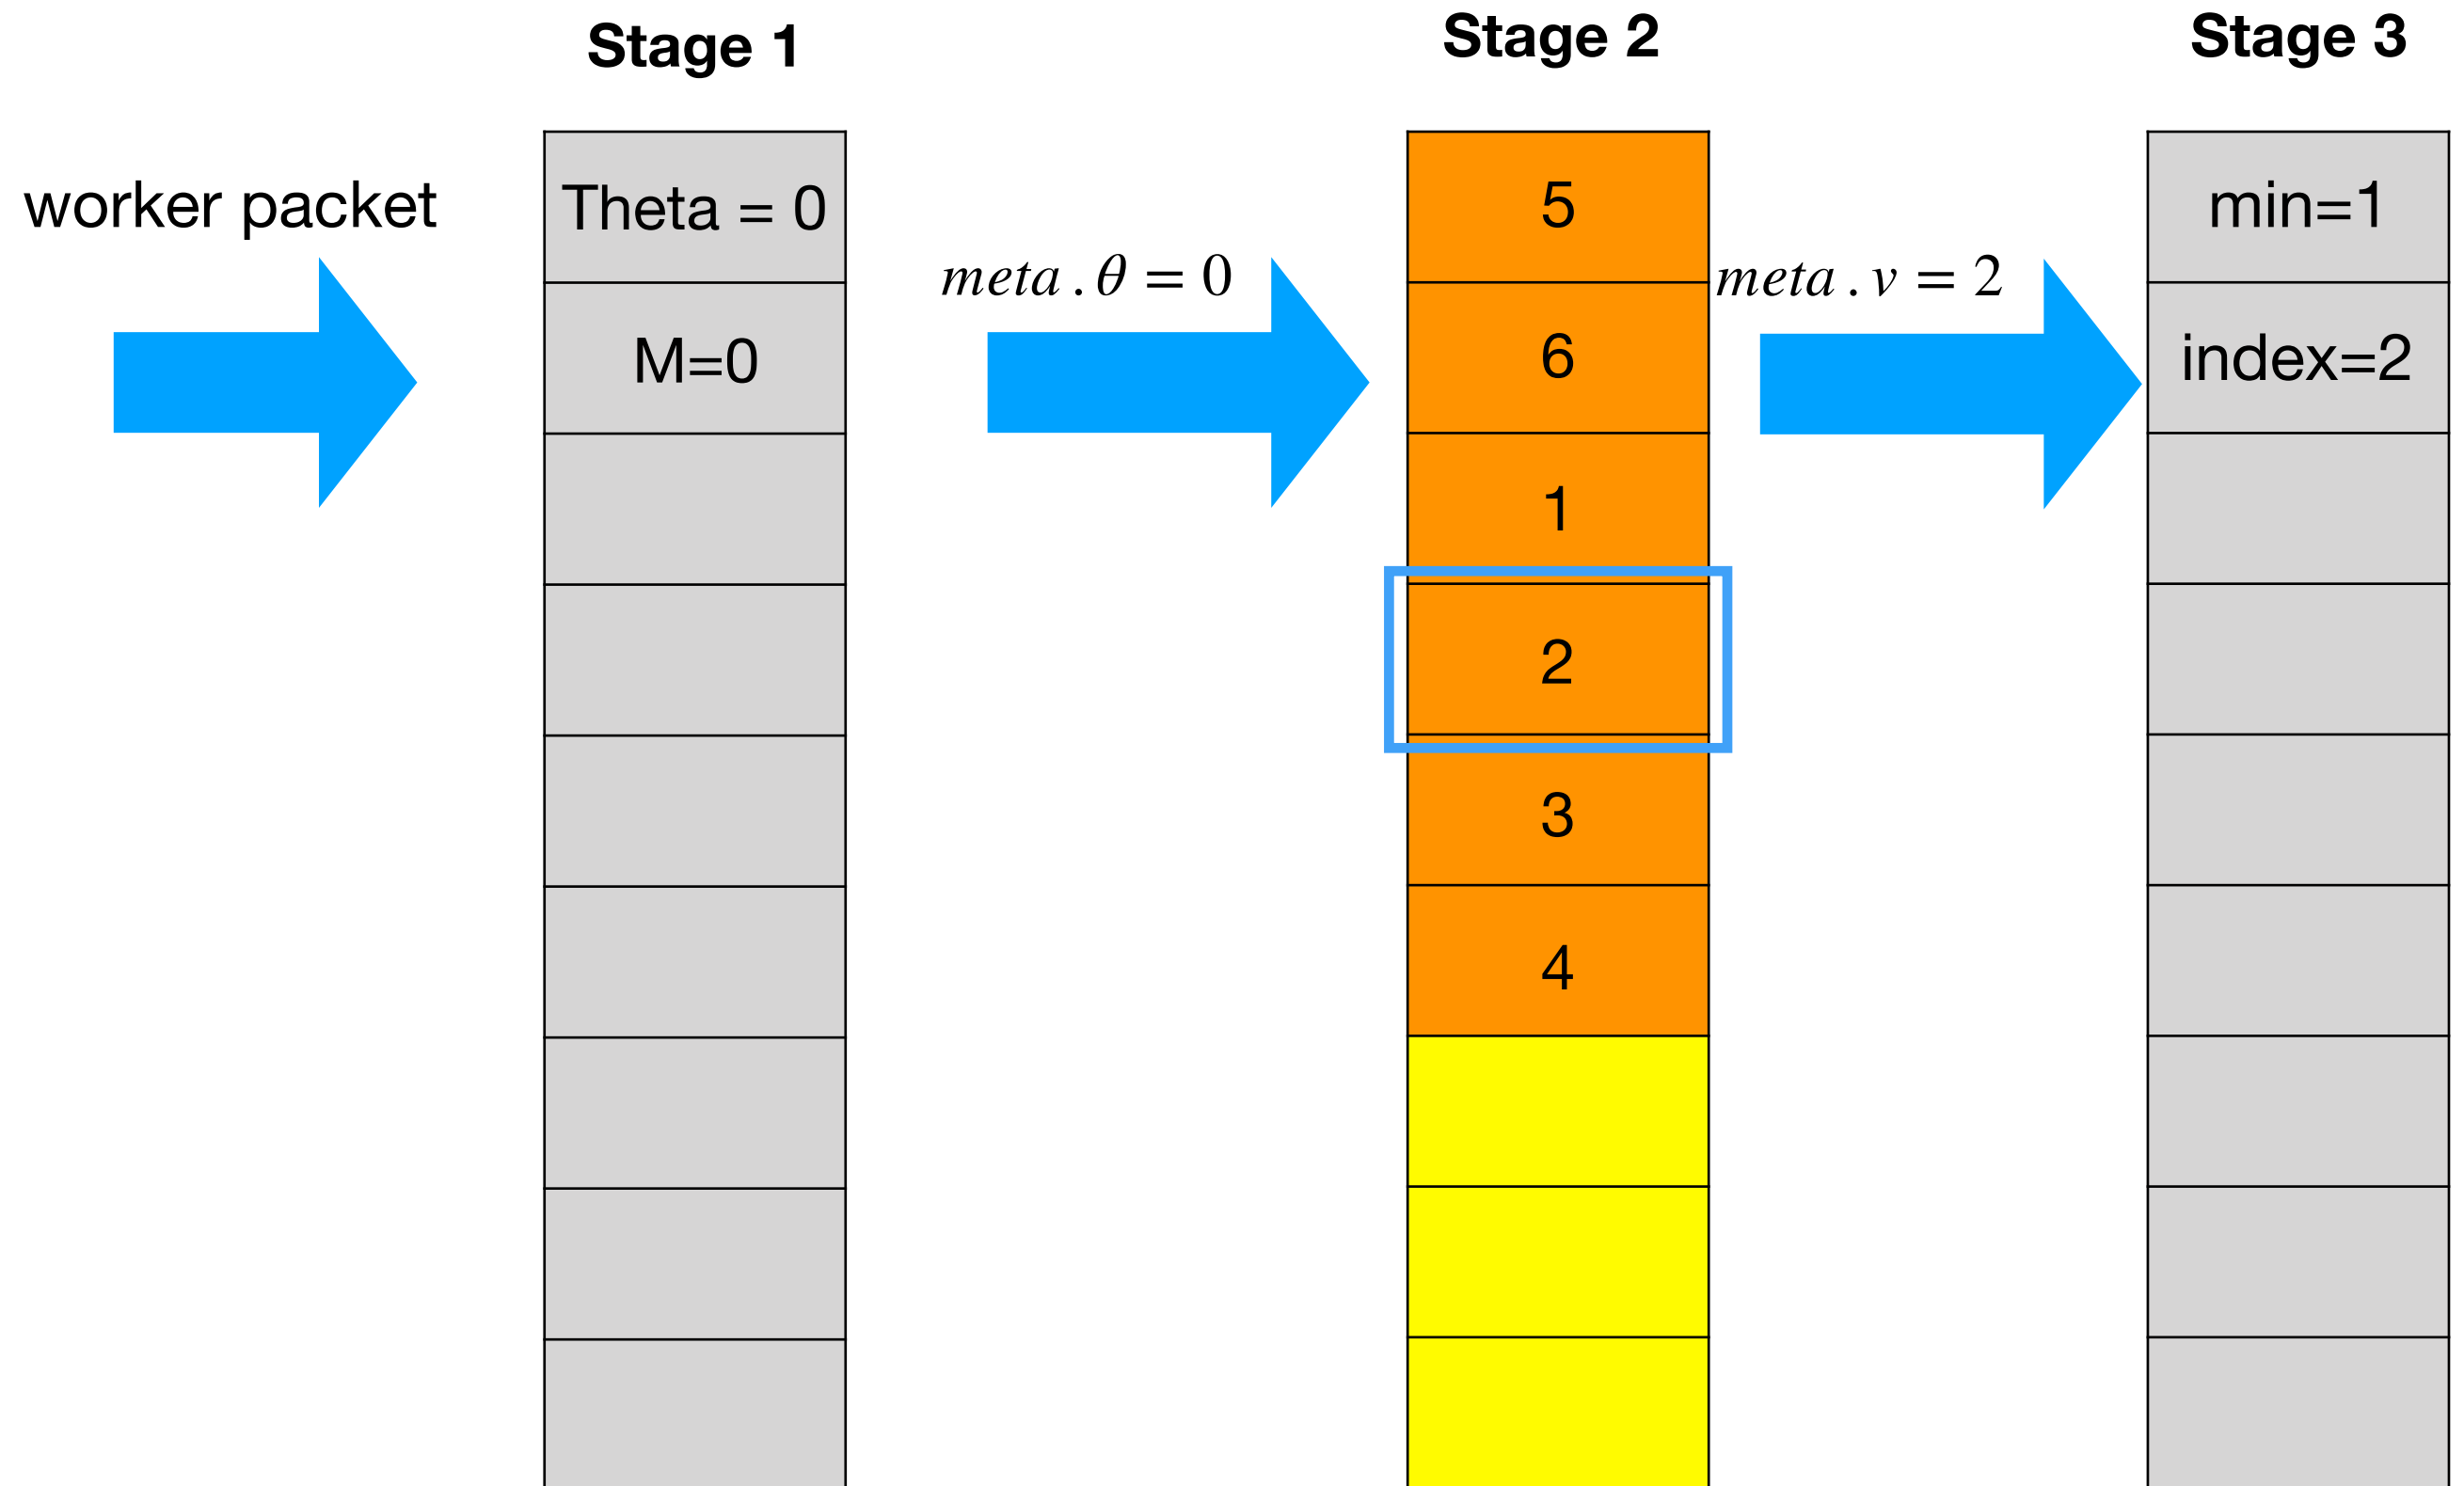 Stage 1
Stage 2
Stage 3
worker packet
Theta = 0
M=0
meta . θ = 0
5
6
1
2
3
4
meta . v = 2
min=1
index=2